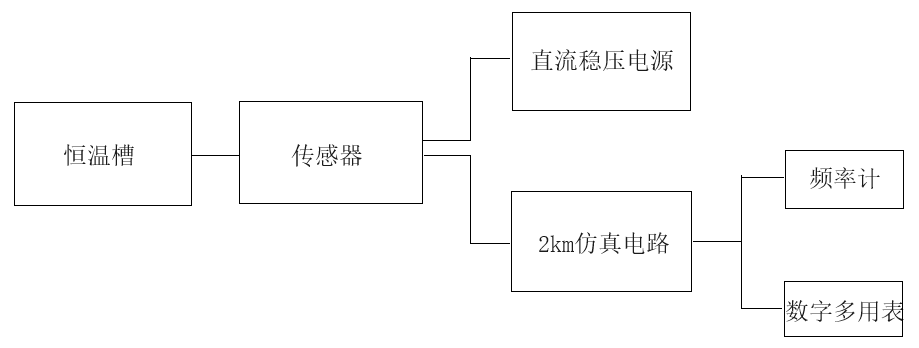 直流稳压电源
恒温槽
传感器
频率计
2km仿真电路
数字多用表